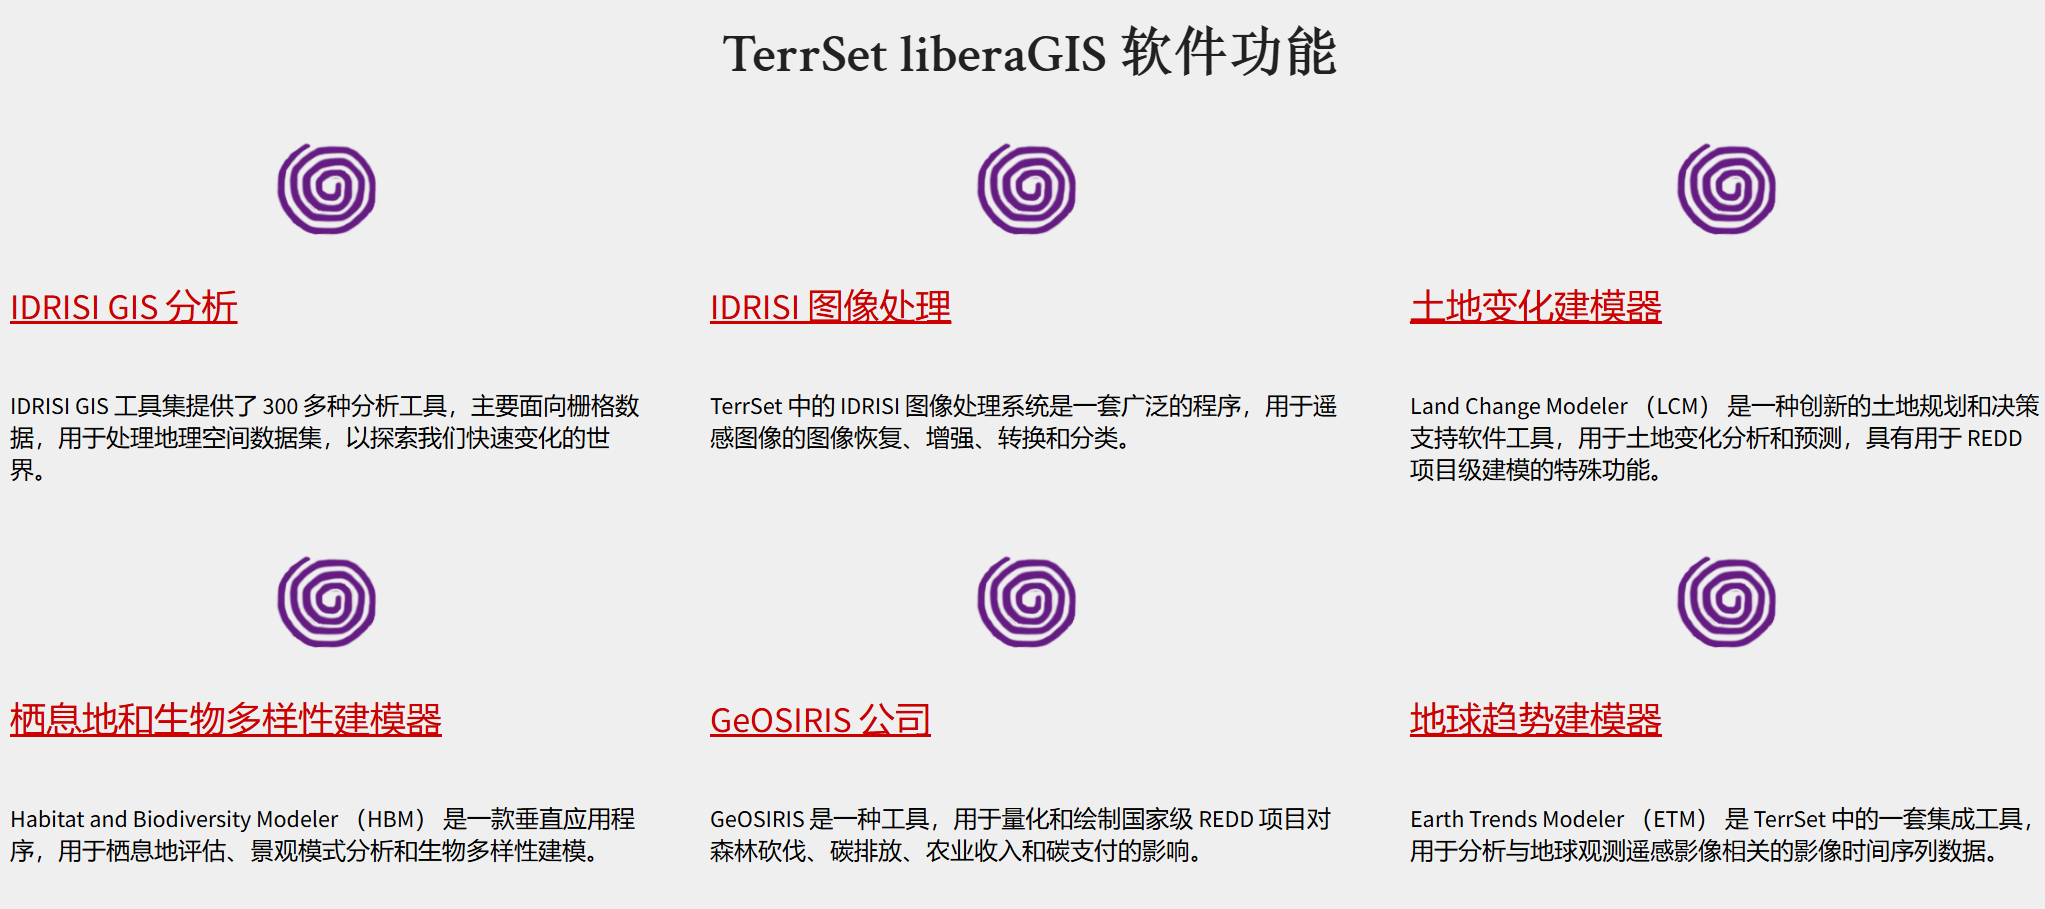 TerrSet liberaGIS 软件功能
IDRISI GIS 分析
IDRISI GIS 工具集提供了 300 多种分析工具，主要面向栅格数
据，用于处理地理空间数据集，以探索我们快速变化的世
界。
IDRISI 图像处理
TerrSet 中的 IDRISI 图像处理系统是一套广泛的程序，用于遥
感图像的图像恢复、增强、转换和分类。
土地变化建模器
Land Change Modeler （LCM） 是一种创新的土地规划和决策
支持软件工具，用于土地变化分析和预测，具有用于 REDD
项目级建模的特殊功能。
栖息地和生物多样性建模器
Habitat and Biodiversity Modeler （HBM） 是一款垂直应用程
序，用于栖息地评估、景观模式分析和生物多样性建模。
GeOSIRIS 公司
GeOSIRIS 是一种工具，用于量化和绘制国家级 REDD 项目对
森林砍伐、碳排放、农业收入和碳支付的影响。
地球趋势建模器
Earth Trends Modeler （ETM） 是 TerrSet 中的一套集成工具，
用于分析与地球观测遥感影像相关的影像时间序列数据。